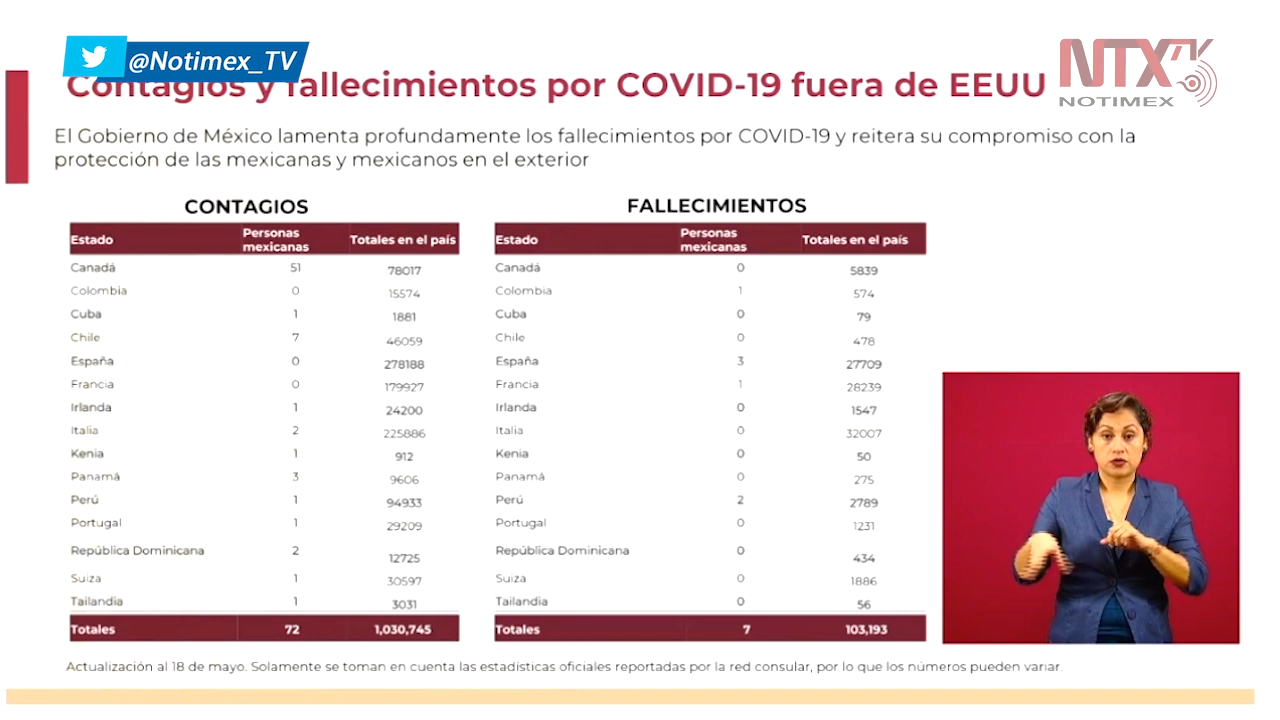 @Notimex_TV
NTX TV
NOTIMEX
Contagios y fallecimientos por COVID-19 fuera de EEUU
El Gobierno de México lamenta profundamente los fallecimientos por COVID-19 y reitera su compromiso con la
protección de las mexicanas y mexicanos en el exterior
CONTAGIOS
Estado Personas mexicanas Totales en el país
Canadá 51 78017
Colombia 0 15574
Cuba 1 1881
Chile 7 46059
España 0 278188
Francia 0 179927
Irlanda 1 24200
Italia 2 225886
Kenia 1 912
Panamá 3 9606
Perú 1 94933
Portugal 1 29209
República Dominicana 2 12725
Suiza 1 30597
Tailandia 1 3031
Totales 72 1,030,745
FALLECIMIENTOS
Estado Personas mexicanas Totales en el país
Canadá 0 5839
Colombia 1 574
Cuba 0 79
Chile 0 478
España 3 27709
Francia 1 28239
Irlanda 0 1547
Italia 0 32007
Kenia 0 50
Panamá 0 275
Perú 2 2789
Portugal 0 1231
República Dominicana 0 434
Suiza 0 1886
Tailandia 0 56
Totales 7 103,193
Actualización al 18 de mayo. Solamente se toman en cuenta las estadísticas oficiales reportadas por la red consular, por lo que los números pueden variar.